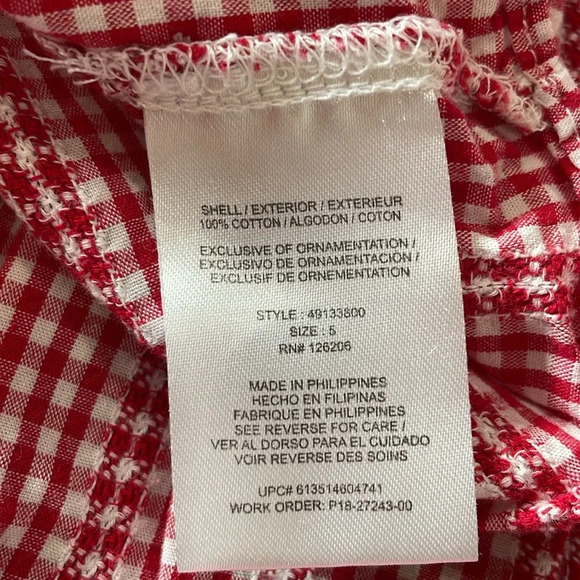 SHELL / EXTERIOR / EXTERIEUR
100% COTTON / ALGODON / COTON
EXCLUSIVE OF ORNAMENTATION /
EXCLUSIVO DE ORNAMENTACIÓN /
EXCLUSIF DE ORNEMENTATION
STYLE : 49133800
SIZE : 5
RN# 126206
MADE IN PHILIPPINES
HECHO EN FILIPINAS
FABRIQUE EN PHILIPPINES
SEE REVERSE FOR CARE /
VER AL DORSO PARA EL CUIDADO
VOIR REVERSE DES SOINS
UPC# 613514604741
WORK ORDER: P18-27243-00